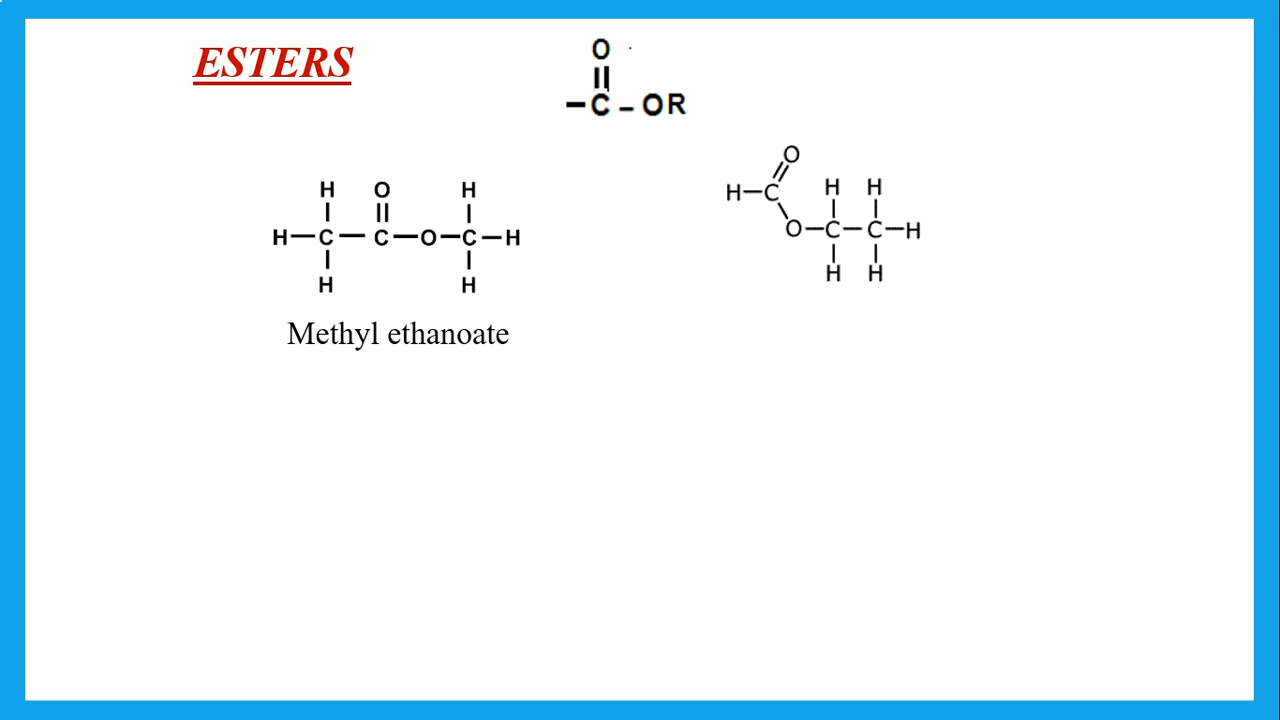 ESTERS
O
-C-OR
H O H
H-C-C-O-C-H
H H
Methyl ethanoate
O
H-C H H
O-C-C-H
H H